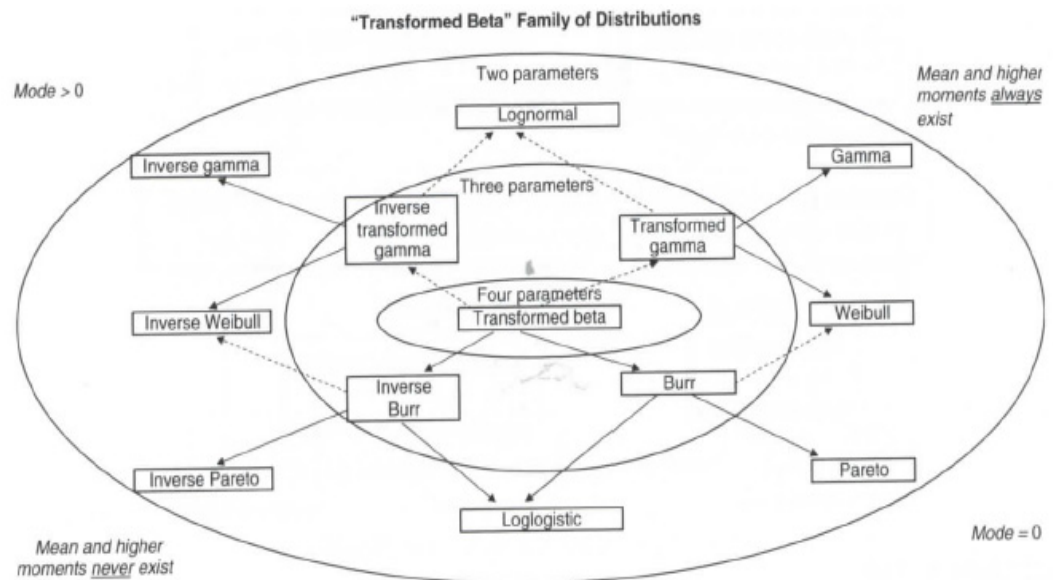 "Transformed Beta" Family of Distributions
Mode > 0
Two parameters
Mean and higher
moments always
exist
Lognormal
Inverse gamma
Gamma
Three parameters
Inverse
transformed
gamma
Transformed
gamma
Four parameters
Transformed beta
Inverse Weibull
Weibull
Inverse
Burr
Burr
Inverse Pareto
Pareto
Loglogistic
Mean and higher
moments never exist
Mode = 0